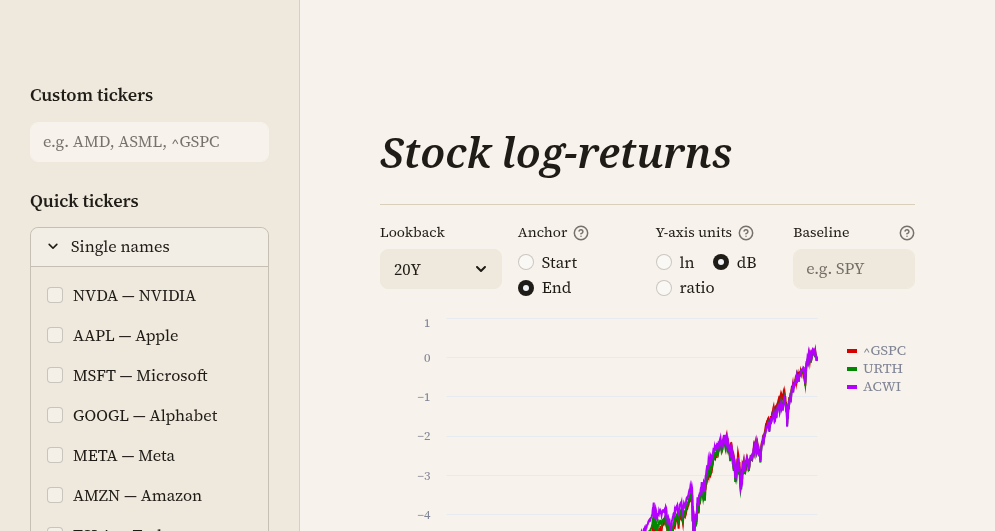 Custom tickers
e.g. AMD, ASML, ^GSPC
Quick tickers
Single names
NVDA — NVIDIA
AAPL — Apple
MSFT — Microsoft
GOOGL — Alphabet
META — Meta
AMZN — Amazon
Stock log-returns
Lookback
20Y
Anchor ?
Start
End
Y-axis units ?
ln dB
ratio
Baseline ?
e.g. SPY
1
0
−1
−2
−3
−4
^GSPC
URTH
ACWI